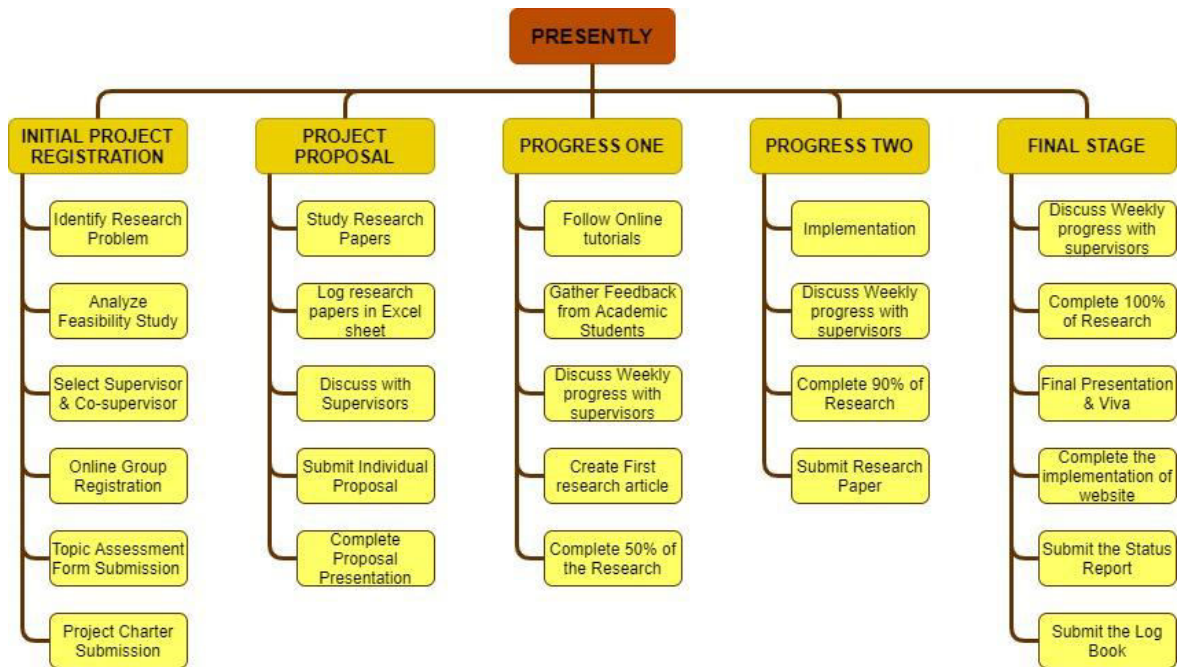 PRESENTLY
INITIAL PROJECT
REGISTRATION
Identify Research
Problem
Analyze
Feasibility Study
Select Supervisor
& Co-supervisor
Online Group
Registration
Topic Assessment
Form Submission
Project Charter
Submission
PROJECT
PROPOSAL
Study Research
Papers
Log research
papers in Excel
sheet
Discuss with
Supervisors
Submit Individual
Proposal
Complete
Proposal
Presentation
PROGRESS ONE
Follow Online
tutorials
Gather Feedback
from Academic
Students
Discuss Weekly
progress with
supervisors
Create First
research article
Complete 50% of
the Research
PROGRESS TWO
Implementation
Discuss Weekly
progress with
supervisors
Complete 90% of
Research
Submit Research
Paper
FINAL STAGE
Discuss Weekly
progress with
supervisors
Complete 100%
of Research
Final Presentation
& Viva
Complete the
implementation of
website
Submit the Status
Report
Submit the Log
Book